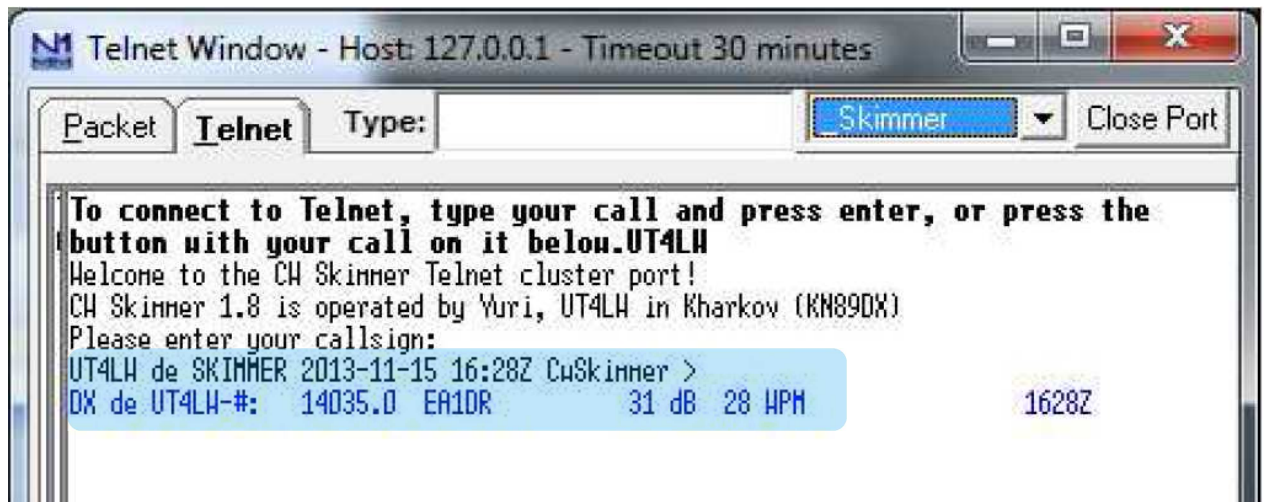 Telnet Window - Host: 127.0.0.1 - Timeout 30 minutes
Packet Telnet Type: _Skimmer Close Port
To connect to Telnet, type your call and press enter, or press the
button with your call on it below.UT4LW
Welcome to the CW Skimmer Telnet cluster port!
CW Skimmer 1.8 is operated by Yuri, UT4LW in Kharkov (KN89DX)
Please enter your callsign:
UT4LW de SKIMMER 2013-11-15 16:28Z CwSkimmer >
DX de UT4LW-#: 14035.0 EA1DR 31 dB 28 WPM 1628Z